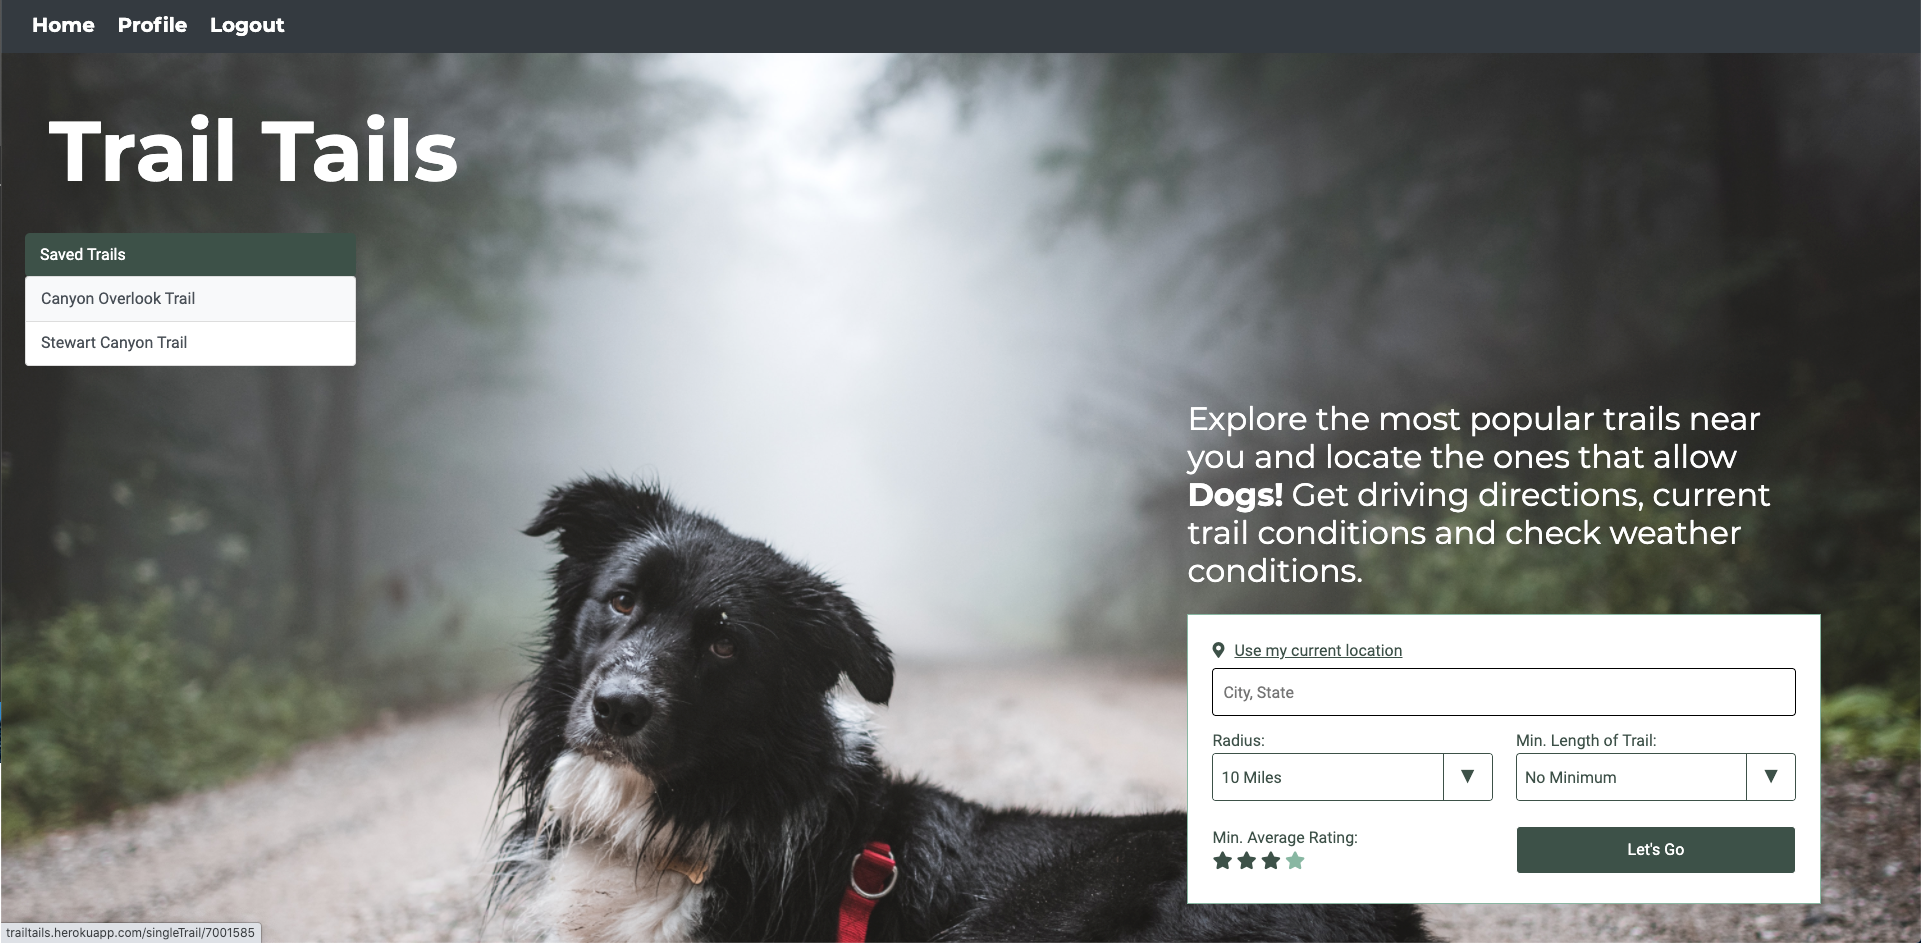 Home Profile Logout
Trail Tails
Saved Trails
Canyon Overlook Trail
Stewart Canyon Trail
Explore the most popular trails near
you and locate the ones that allow
Dogs! Get driving directions, current
trail conditions and check weather
conditions.
Use my current location
City, State
Radius: Min. Length of Trail:
10 Miles ▼ No Minimum ▼
Min. Average Rating:
Let's Go
trailtails.herokuapp.com/singleTrail/7001585